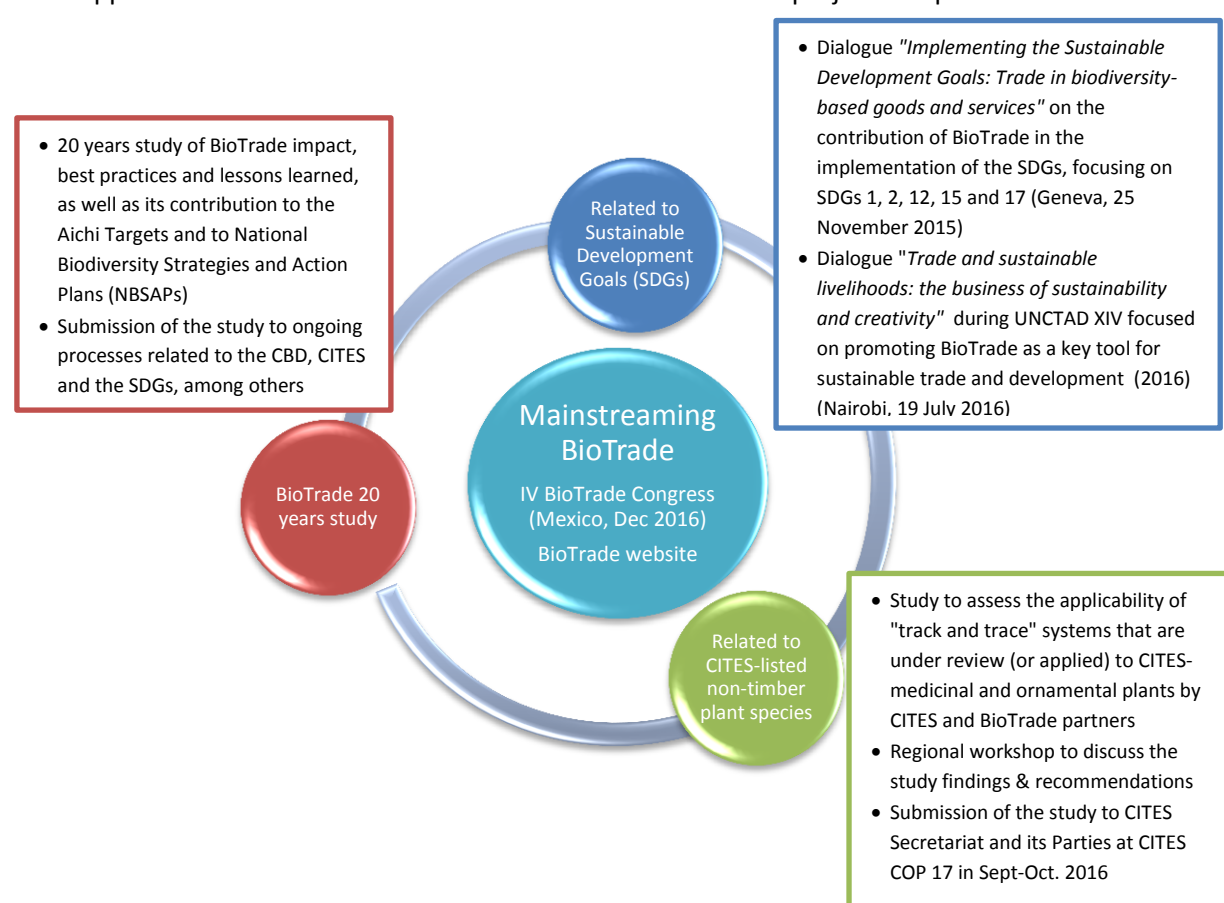 • Dialogue "Implementing the Sustainable
Development Goals: Trade in biodiversity-
based goods and services" on the
contribution of BioTrade in the
implementation of the SDGs, focusing on
SDGs 1, 2, 12, 15 and 17 (Geneva, 25
November 2015)
• Dialogue "Trade and sustainable
livelihoods: the business of sustainability
and creativity" during UNCTAD XIV focused
on promoting BioTrade as a key tool for
sustainable trade and development (2016)
(Nairobi, 19 July 2016)
• 20 years study of BioTrade impact,
best practices and lessons learned,
as well as its contribution to the
Aichi Targets and to National
Biodiversity Strategies and Action
Plans (NBSAPs)
• Submission of the study to ongoing
processes related to the CBD, CITES
and the SDGs, among others
Related to
Sustainable
Development
Goals (SDGs)
Mainstreaming
BioTrade
IV BioTrade Congress
(Mexico, Dec 2016)
BioTrade website
BioTrade 20
years study
Related to
CITES-listed
non-timber
plant species
• Study to assess the applicability of
"track and trace" systems that are
under review (or applied) to CITES-
medicinal and ornamental plants by
CITES and BioTrade partners
• Regional workshop to discuss the
study findings & recommendations
• Submission of the study to CITES
Secretariat and its Parties at CITES
COP 17 in Sept-Oct. 2016